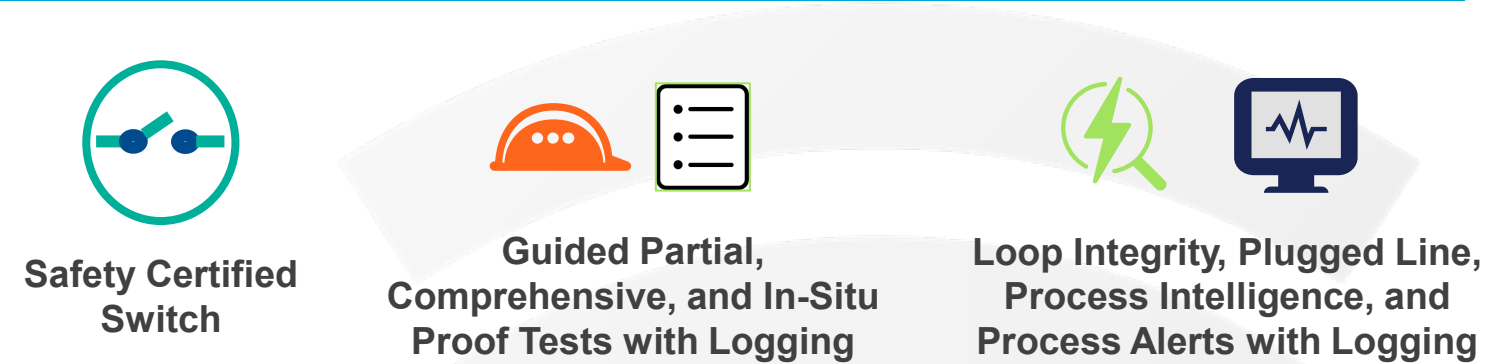 Safety Certified
Switch
Guided Partial,
Comprehensive, and In-Situ
Proof Tests with Logging
Loop Integrity, Plugged Line,
Process Intelligence, and
Process Alerts with Logging